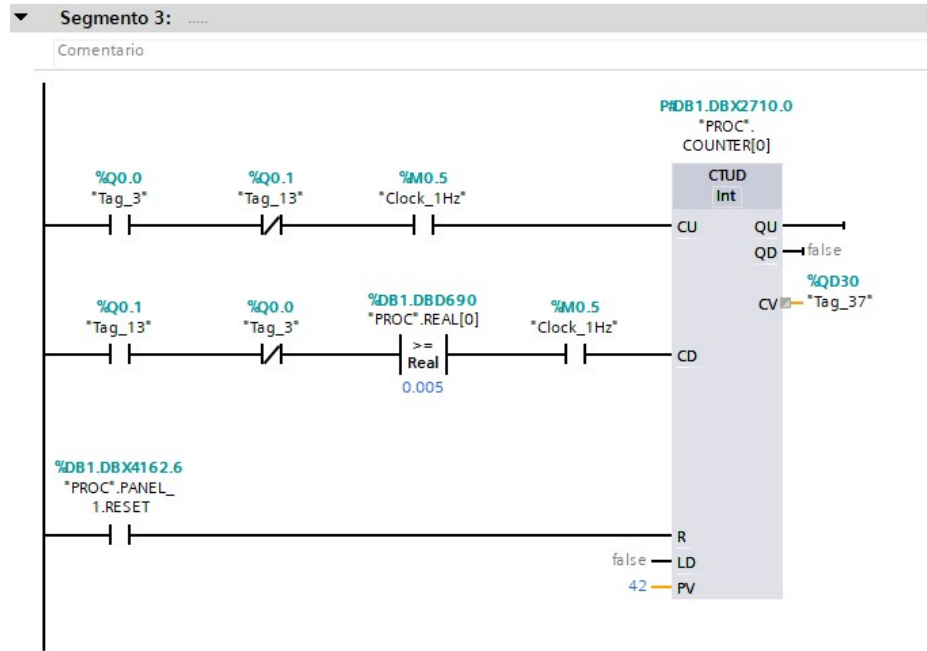 Segmento 3: .....
Comentario
P#DB1.DBX2710.0
"PROC".
COUNTER[0]
%Q0.0
"Tag_3"
%Q0.1
"Tag_13"
%M0.5
"Clock_1Hz"
CTUD
Int
CU
QU
QD
false
%QD30
CV
"Tag_37"
%Q0.1
"Tag_13"
%Q0.0
"Tag_3"
%DB1.DBD690
"PROC".REAL[0]
>=
Real
0.005
%M0.5
"Clock_1Hz"
CD
%DB1.DBX4162.6
"PROC".PANEL_
1.RESET
R
false
LD
42
PV